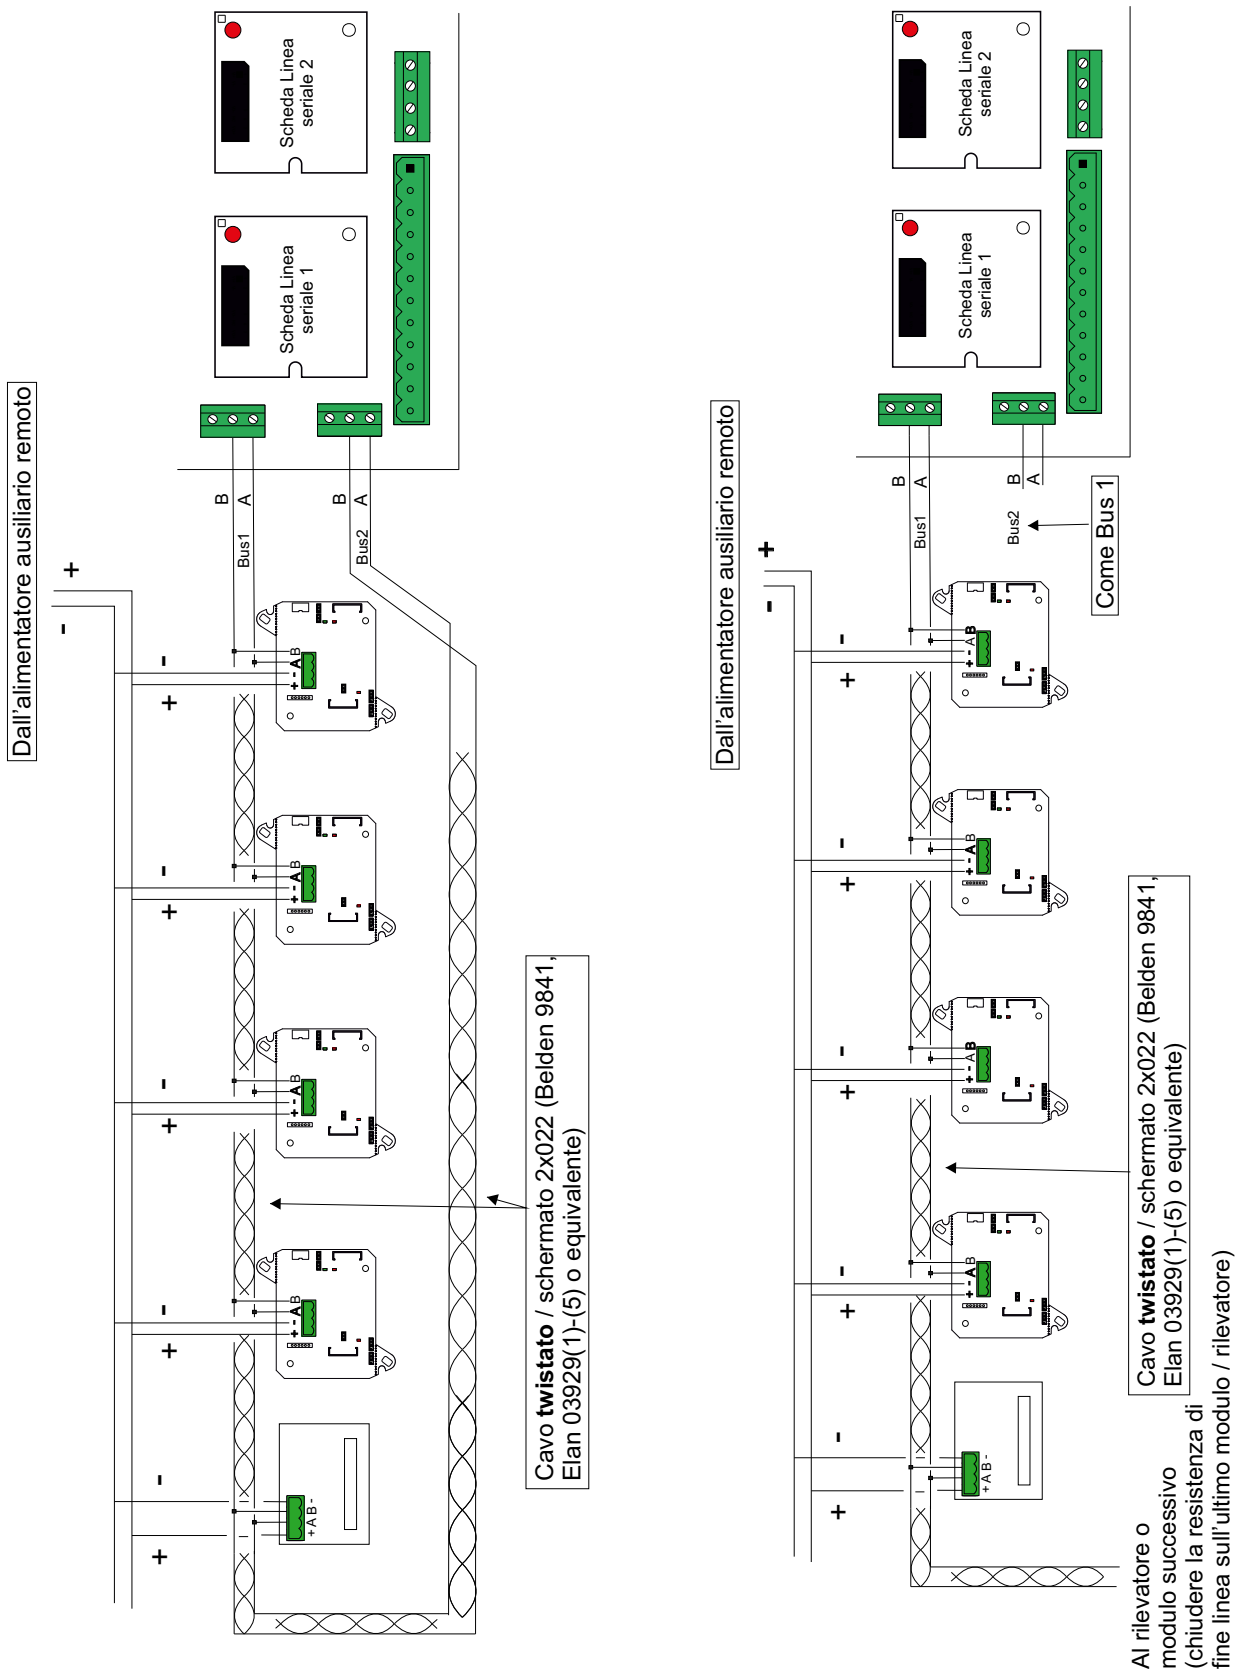 Dall'alimentatore ausiliario remoto
Scheda Linea
seriale 2
Scheda Linea
seriale 1
B
A
Bus1
B
A
Bus2
+
-
-
+
B
A
-
+
-
+
B
A
-
+
-
+
B
A
-
+
-
+
B
A
-
+
-
+
+ A B -
Cavo twistato / schermato 2x022 (Belden 9841,
Elan 03929(1)-(5) o equivalente)
Dall'alimentatore ausiliario remoto
Scheda Linea
seriale 2
Scheda Linea
seriale 1
B
A
Bus1
B
A
Bus2
Come Bus 1
+
-
-
+
B
A
-
+
-
+
B
A
-
+
-
+
B
A
-
+
-
+
B
A
-
+
-
+
+ A B -
Cavo twistato / schermato 2x022 (Belden 9841,
Elan 03929(1)-(5) o equivalente)
Al rilevatore o
modulo successivo
(chiudere la resistenza di
fine linea sull'ultimo modulo / rilevatore)